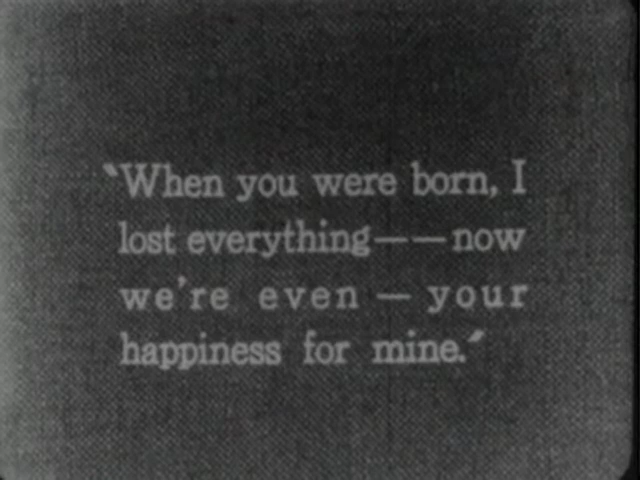 "When you were born, I
lost everything——now
we're even — your
happiness for mine."